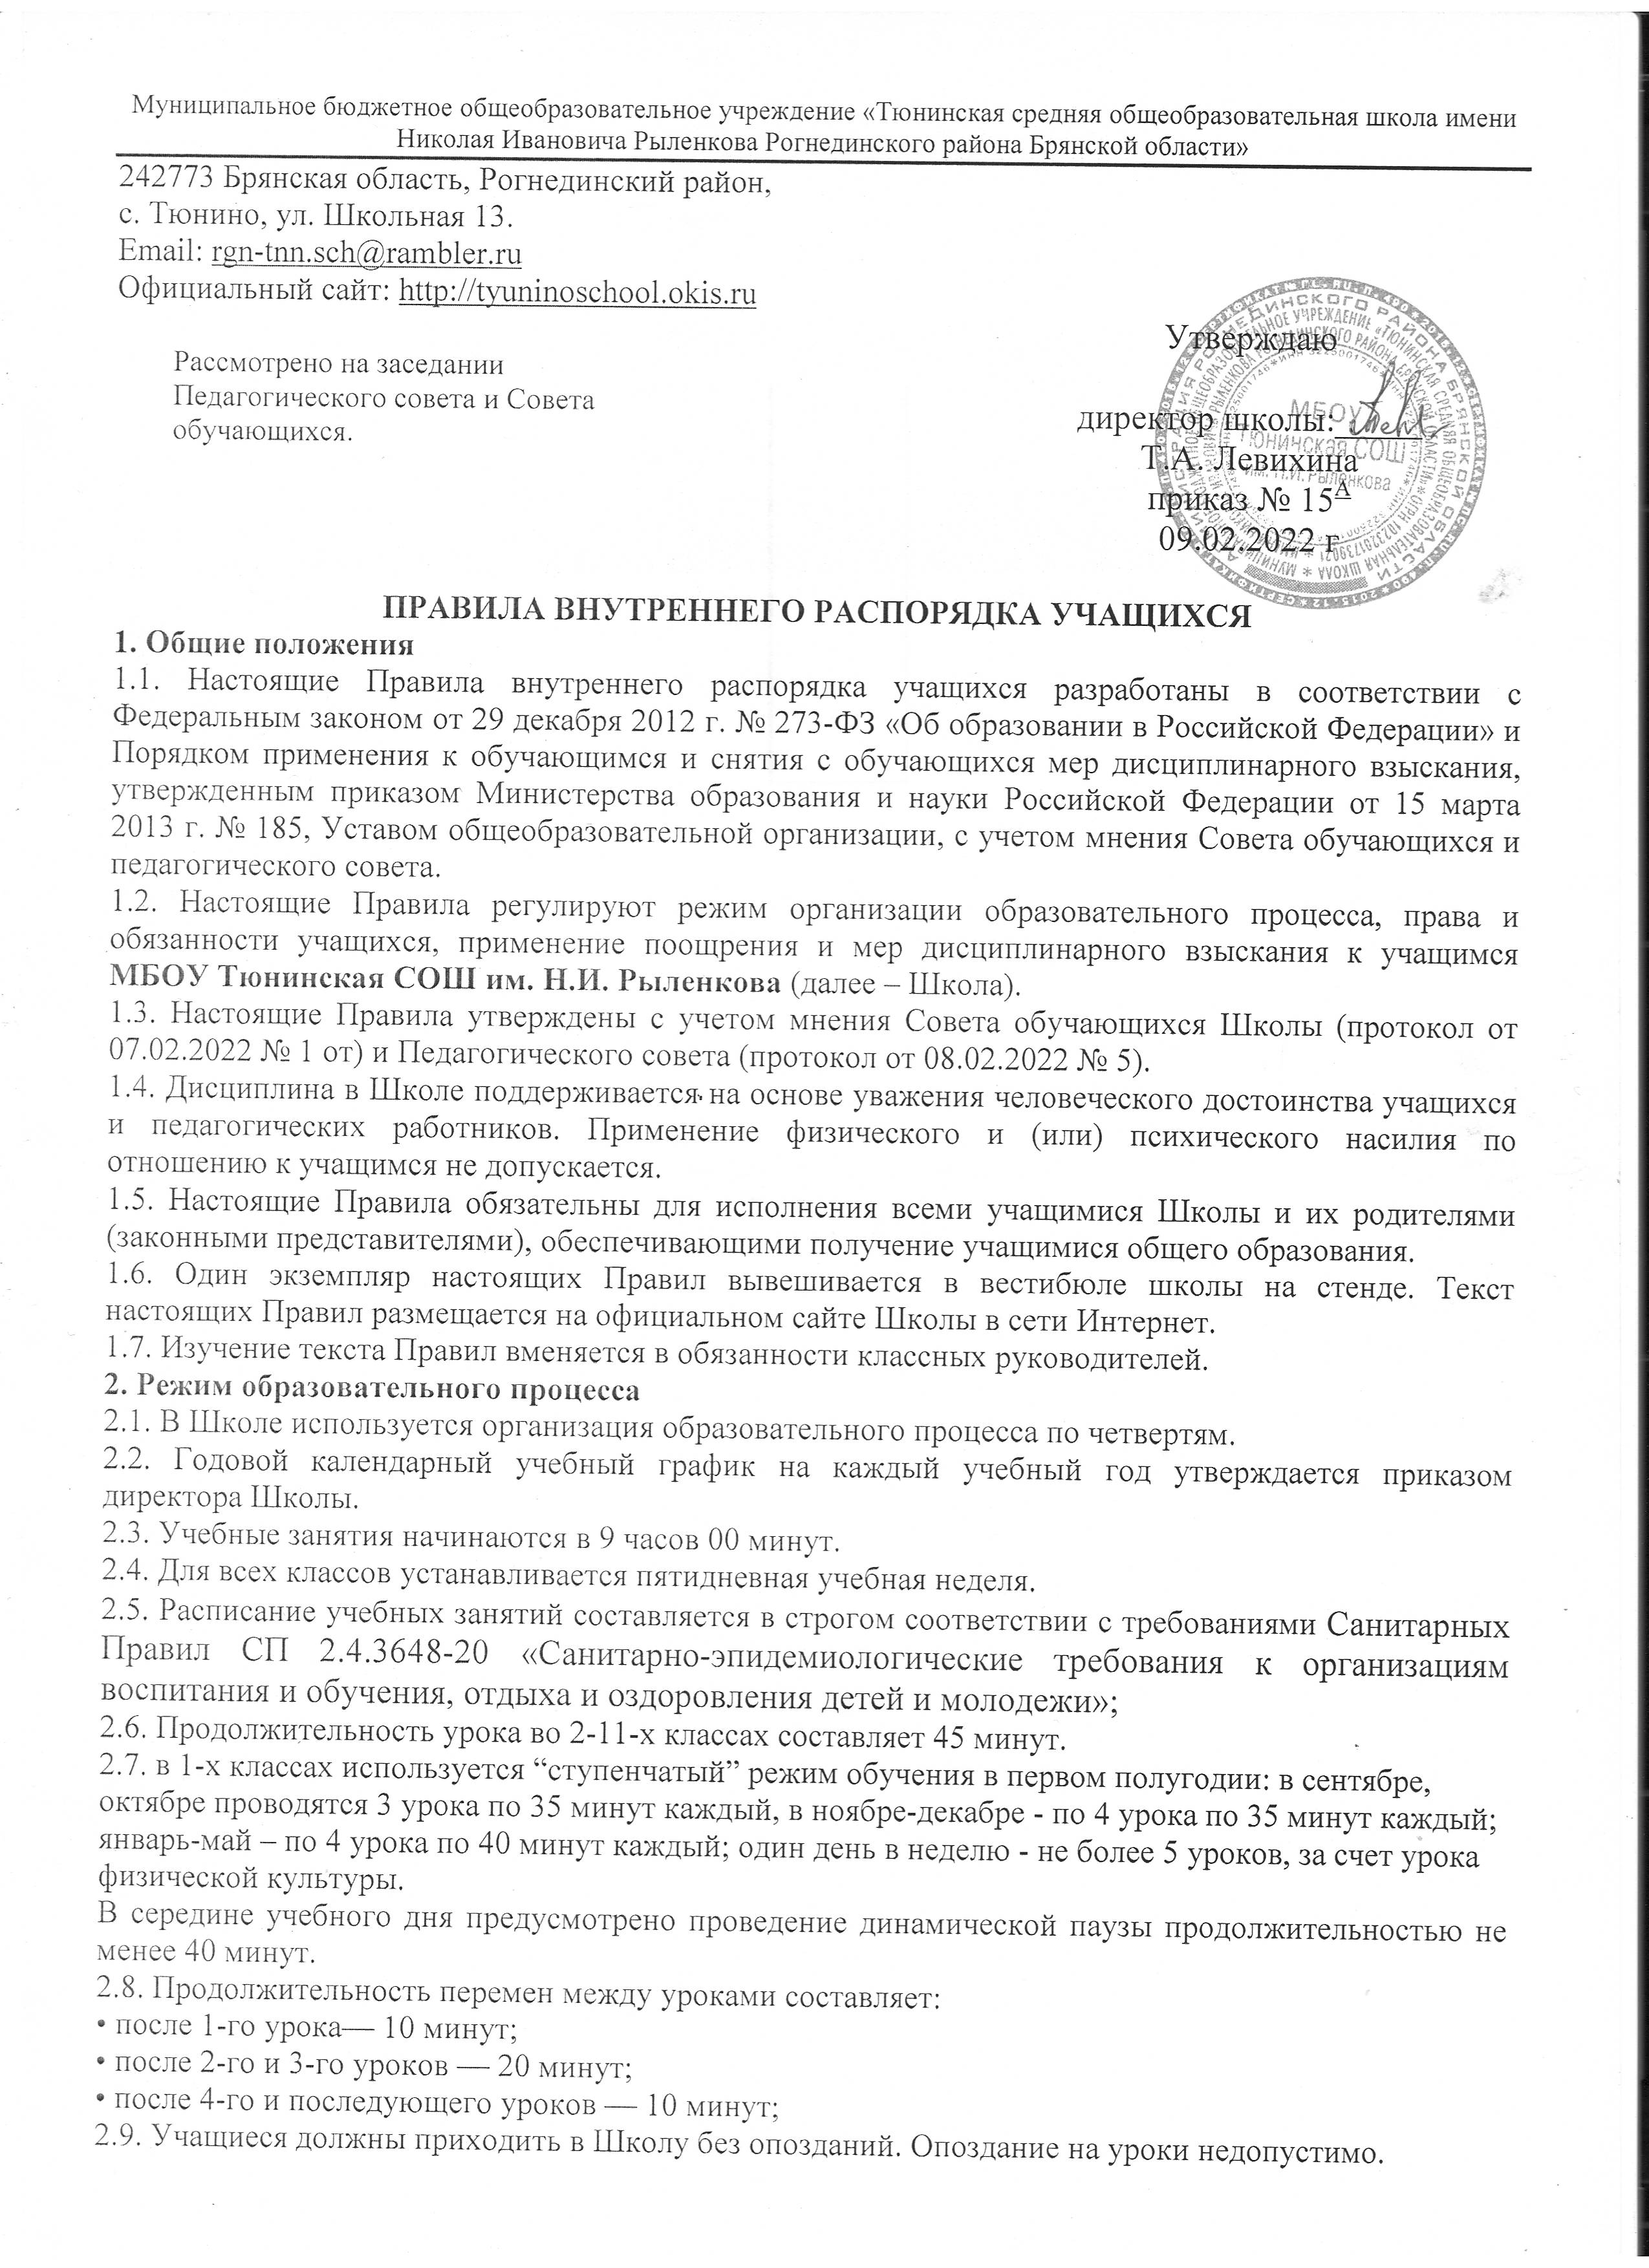 Муниципальное бюджетное общеобразовательное учреждение «Тюнинская средняя общеобразовательная школа имени
Николая Ивановича Рыленкова Рогнединского района Брянской области»
242773 Брянская область, Рогнединский район,
с. Тюнино, ул. Школьная 13.
Email: rgn-tnn.sch@rambler.ru
Официальный сайт: http://tyuninoschool.okis.ru
Рассмотрено на заседании
Педагогического совета и Совета
обучающихся.
Утверждаю
директор школы:
Т.А. Левихина
приказ № 15А
09.02.2022 г
МБОУ
Тюнинская СОШ
им. Н.И. Рыленкова
ПРАВИЛА ВНУТРЕННЕГО РАСПОРЯДКА УЧАЩИХСЯ
1. Общие положения
1.1. Настоящие Правила внутреннего распорядка учащихся разработаны в соответствии с
Федеральным законом от 29 декабря 2012 г. № 273-ФЗ «Об образовании в Российской Федерации» и
Порядком применения к обучающимся и снятия с обучающихся мер дисциплинарного взыскания,
утвержденным приказом Министерства образования и науки Российской Федерации от 15 марта
2013 г. № 185, Уставом общеобразовательной организации, с учетом мнения Совета обучающихся и
педагогического совета.
1.2. Настоящие Правила регулируют режим организации образовательного процесса, права и
обязанности учащихся, применение поощрения и мер дисциплинарного взыскания к учащимся
МБОУ Тюнинская СОШ им. Н.И. Рыленкова (далее – Школа).
1.3. Настоящие Правила утверждены с учетом мнения Совета обучающихся Школы (протокол от
07.02.2022 № 1 от) и Педагогического совета (протокол от 08.02.2022 № 5).
1.4. Дисциплина в Школе поддерживается на основе уважения человеческого достоинства учащихся
и педагогических работников. Применение физического и (или) психического насилия по
отношению к учащимся не допускается.
1.5. Настоящие Правила обязательны для исполнения всеми учащимися Школы и их родителями
(законными представителями), обеспечивающими получение учащимися общего образования.
1.6. Один экземпляр настоящих Правил вывешивается в вестибюле школы на стенде. Текст
настоящих Правил размещается на официальном сайте Школы в сети Интернет.
1.7. Изучение текста Правил вменяется в обязанности классных руководителей.
2. Режим образовательного процесса
2.1. В Школе используется организация образовательного процесса по четвертям.
2.2. Годовой календарный учебный график на каждый учебный год утверждается приказом
директора Школы.
2.3. Учебные занятия начинаются в 9 часов 00 минут.
2.4. Для всех классов устанавливается пятидневная учебная неделя.
2.5. Расписание учебных занятий составляется в строгом соответствии с требованиями Санитарных
Правил СП 2.4.3648-20 «Санитарно-эпидемиологические требования к организациям
воспитания и обучения, отдыха и оздоровления детей и молодежи»;
2.6. Продолжительность урока во 2-11-х классах составляет 45 минут.
2.7. в 1-х классах используется “ступенчатый” режим обучения в первом полугодии: в сентябре,
октябре проводятся 3 урока по 35 минут каждый, в ноябре-декабре - по 4 урока по 35 минут каждый;
январь-май – по 4 урока по 40 минут каждый; один день в неделю - не более 5 уроков, за счет урока
физической культуры.
В середине учебного дня предусмотрено проведение динамической паузы продолжительностью не
менее 40 минут.
2.8. Продолжительность перемен между уроками составляет:
• после 1-го урока— 10 минут;
• после 2-го и 3-го уроков — 20 минут;
• после 4-го и последующего уроков — 10 минут;
2.9. Учащиеся должны приходить в Школу без опозданий. Опоздание на уроки недопустимо.